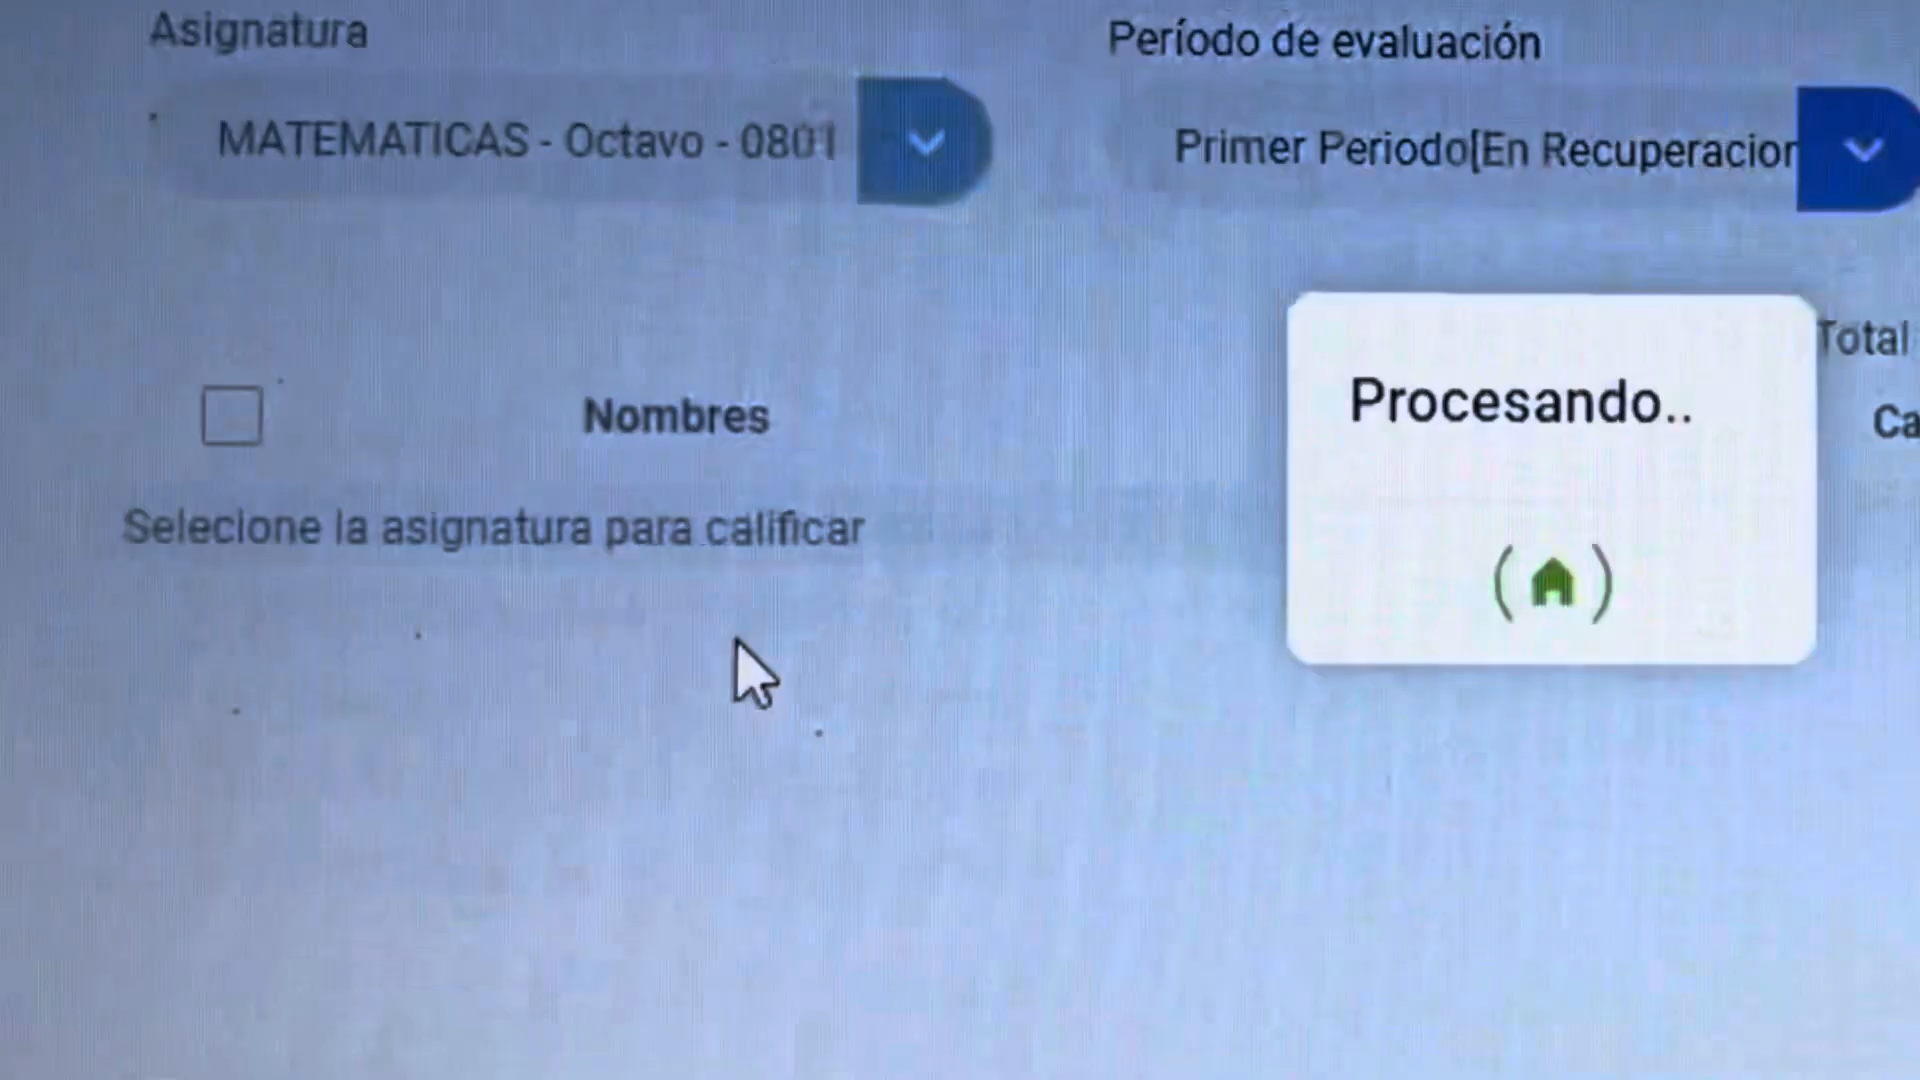 Asignatura
Período de evaluación
MATEMATICAS - Octavo - 0801
Primer Periodo[En Recuperacion
Total
Procesando..
Nombres
Ca
Selecione la asignatura para calificar